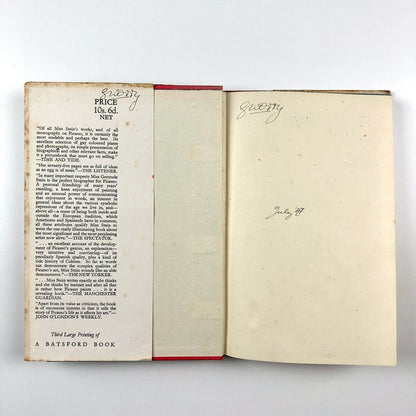 PRICE
10s. 6d.
NET
"Of all Miss Stein's works, and of all
monographs on Picasso, it is certainly the
most readable and perhaps the best. Its
excellent selection of gay coloured plates
and photographs, its simple presentation of
biographical and other relevant facts, make
it a picturebook that must go on selling."
—TIME AND TIDE.
"Her seventy-five pages are as full of ideas
as an egg is of meat."—THE LISTENER.
"In many important respects Miss Gertrude
Stein is the perfect biographer for Picasso.
A personal friendship of many years'
standing, a keen enjoyment of painting
and an unusual power of communicating
that enjoyment in words, an interest in
general ideas about the various symbolic
expressions of the age we live in, and—
above all—a sense of being both inside and
outside the European tradition, which
Americans and Spaniards have in common,
all these attributes qualify Miss Stein to
write the one really illuminating book about
the most significant and the most perplexing
artist now alive."—THE SPECTATOR.
". . . an excellent account of the develop-
ment of Picasso's genius, an explanation—
very intuitive and convincing—of its
peculiarly Spanish quality, plus a kind of
side history of Cubism. So far as words
can demonstrate the complex qualities of
Picasso's art, Miss Stein sounds like an able
demonstrator."—THE NEW YORKER.
". . . Miss Stein writes exactly as she thinks
and she thinks by instinct and after all that
is rather how Picasso paints . . . it is a
revealing book."—THE MANCHESTER
GUARDIAN.
"Apart from its value as criticism, the book is
of enormous interest in that it tells the
story of Picasso's life as it affects his art."—
JOHN O'LONDON'S WEEKLY.
Third Large Printing of
A BATSFORD BOOK
July '47.